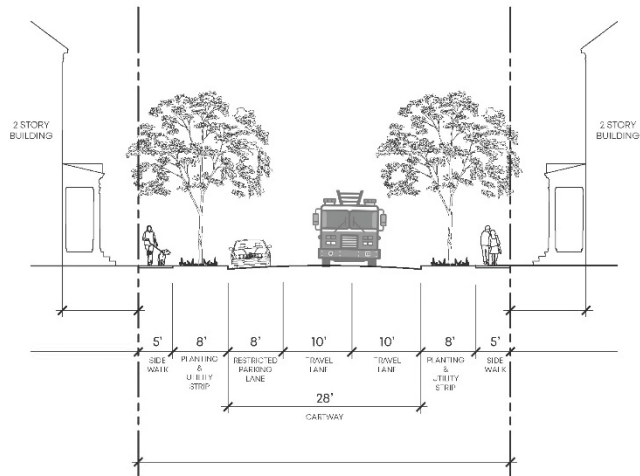 2 STORY
BUILDING
2 STORY
BUILDING
5' 8' 8' 10' 10' 8' 5'
SIDE
WALK
PLANTING
&
UTILITY
STRIP
RESTRICTED
PARKING
LANE
TRAVEL
LANE
TRAVEL
LANE
PLANTING
&
UTILITY
STRIP
SIDE
WALK
28'
CARTWAY